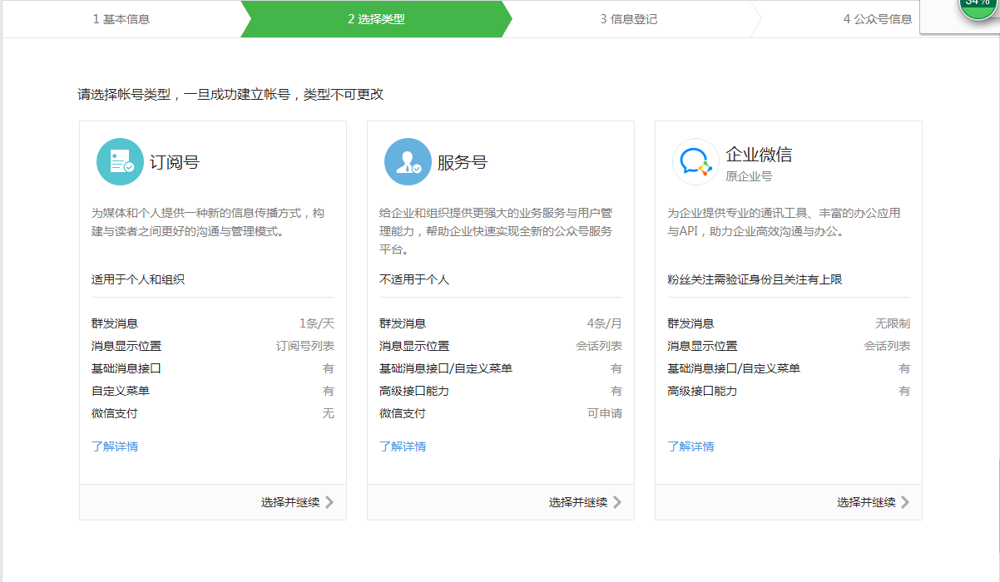 1 基本信息
2 选择类型
3 信息登记
4 公众号信息
34%
请选择帐号类型，一旦成功建立帐号，类型不可更改
订阅号
为媒体和个人提供一种新的信息传播方式，构
建与读者之间更好的沟通与管理模式。
适用于个人和组织
群发消息 1条/天
消息显示位置 订阅号列表
基础消息接口 有
自定义菜单 有
微信支付 无
了解详情
选择并继续
服务号
给企业和组织提供更强大的业务服务与用户管
理能力，帮助企业快速实现全新的公众号服务
平台。
不适用于个人
群发消息 4条/月
消息显示位置 会话列表
基础消息接口/自定义菜单 有
高级接口能力 有
微信支付 可申请
了解详情
选择并继续
企业微信
原企业号
为企业提供专业的通讯工具、丰富的办公应用
与API，助力企业高效沟通与办公。
粉丝关注需验证身份且关注有上限
群发消息 无限制
消息显示位置 会话列表
基础消息接口/自定义菜单 有
高级接口能力 有
了解详情
选择并继续